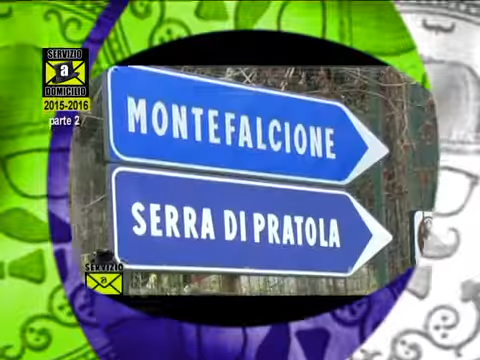 SERVIZIO
a
DOMICILIO
2015-2016
parte 2
MONTEFALCIONE
SERRA DI PRATOLA
SERVIZIO
a